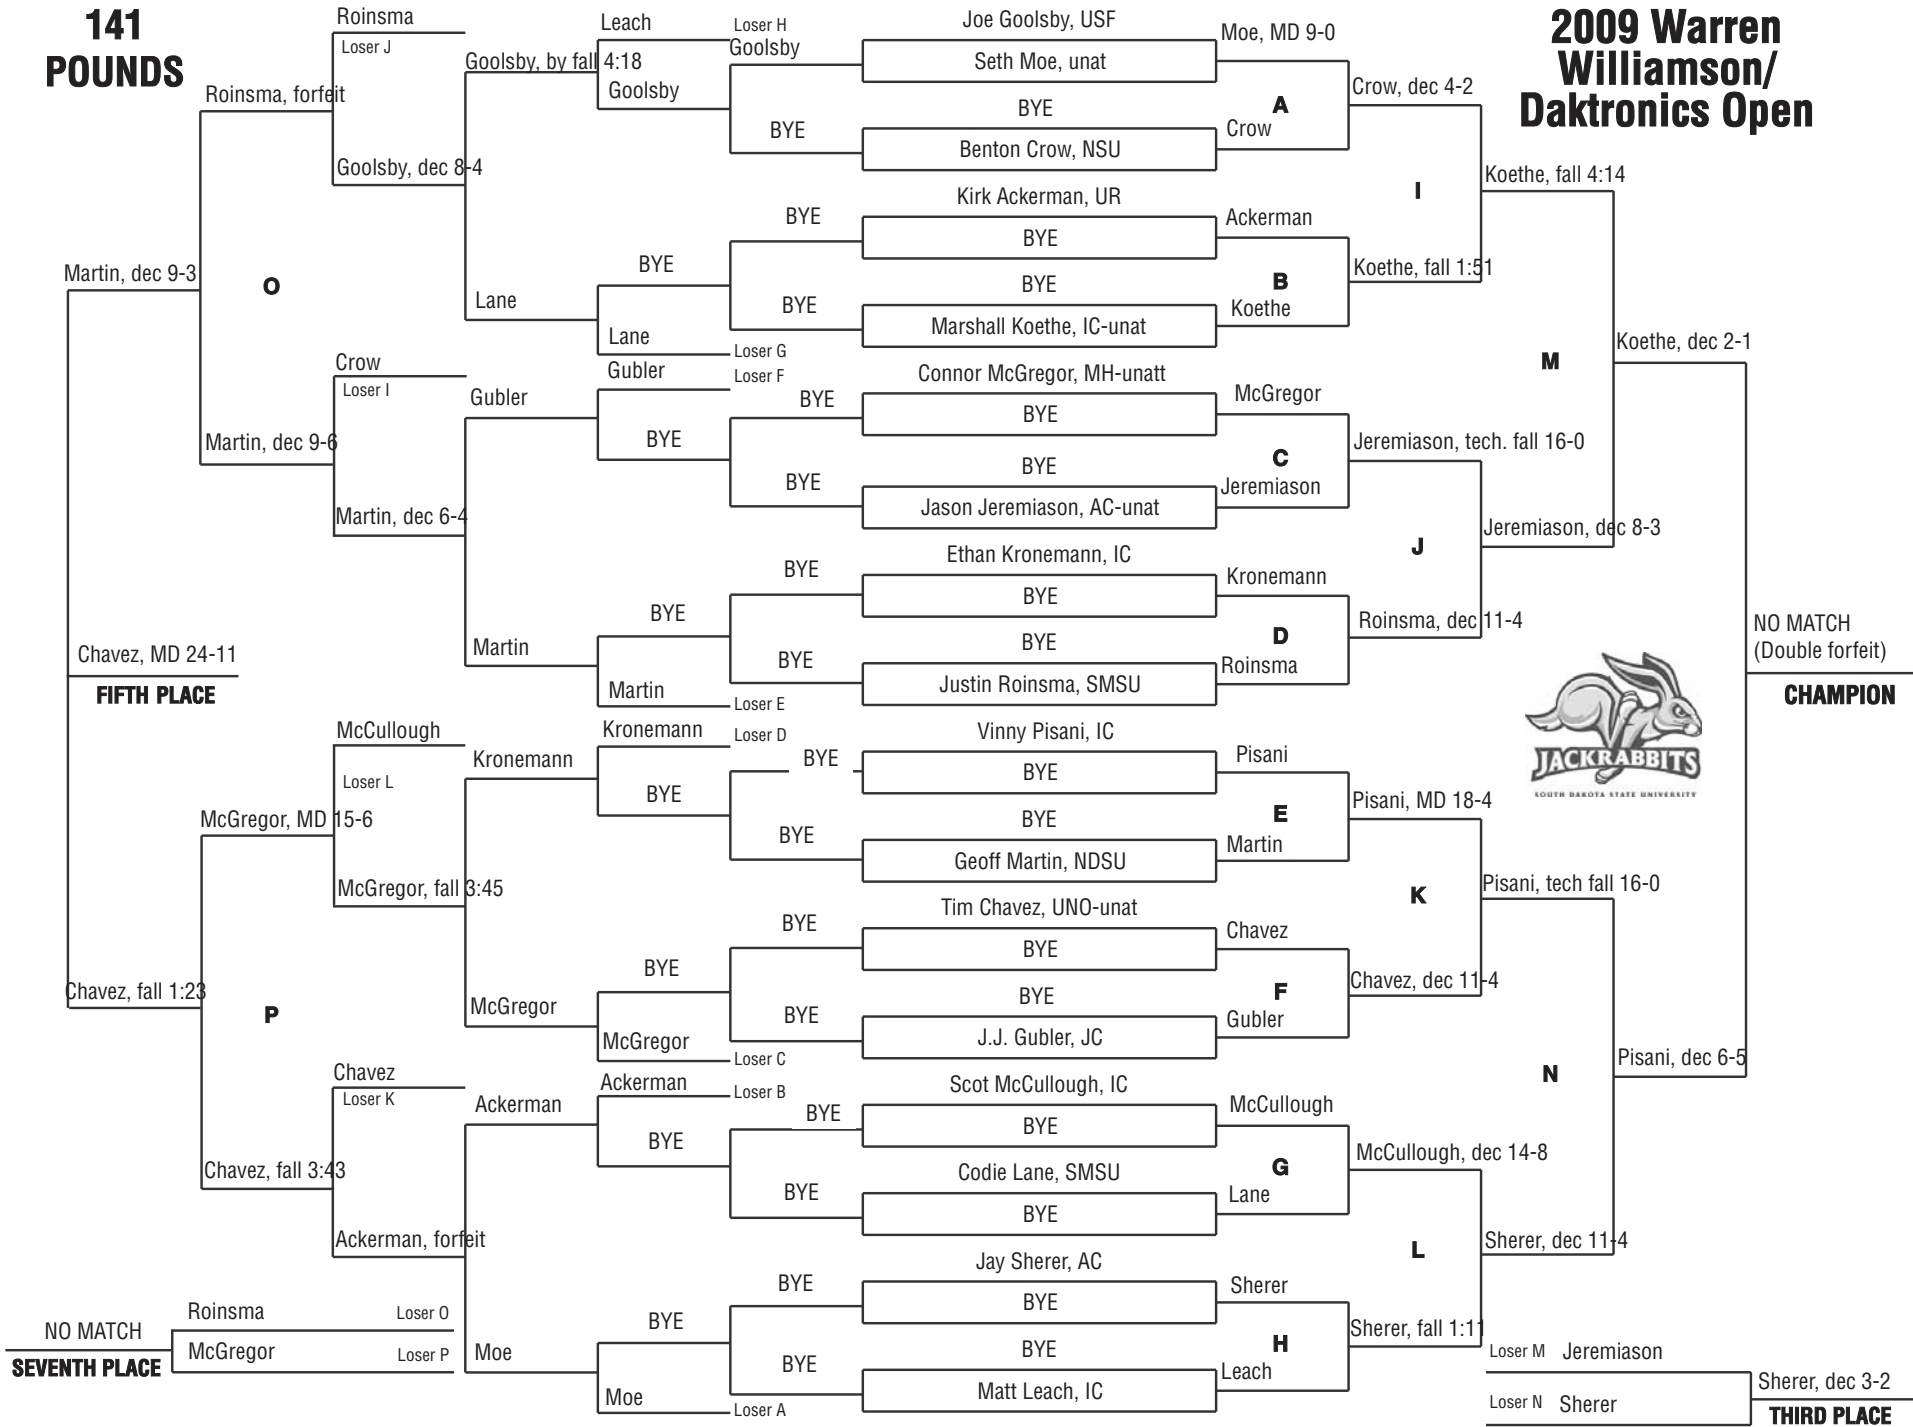 141
POUNDS
2009 Warren
Williamson/
Daktronics Open
Roinsma
Loser J
Roinsma, forfeit
Goolsby, dec 8-4
Martin, dec 9-3
O
Crow
Loser I
Martin, dec 9-6
Martin, dec 6-4
Chavez, MD 24-11
FIFTH PLACE
McCullough
Loser L
McGregor, MD 15-6
McGregor, fall 3:45
Chavez, fall 1:23
P
Chavez
Loser K
Chavez, fall 3:43
Ackerman, forfeit
Roinsma
Loser O
NO MATCH
McGregor
Loser P
SEVENTH PLACE
Leach
Loser H
Goolsby, by fall 4:18
Goolsby
Goolsby
BYE
BYE
BYE
Lane
BYE
Lane
Loser G
Gubler
Loser F
Gubler
BYE
BYE
BYE
BYE
BYE
Martin
BYE
Martin
Loser E
Kronemann
Loser D
Kronemann
BYE
BYE
BYE
BYE
BYE
McGregor
BYE
McGregor
Loser C
Ackerman
Loser B
Ackerman
BYE
BYE
BYE
BYE
BYE
Moe
BYE
Moe
Loser A
Joe Goolsby, USF
Seth Moe, unat
BYE
Benton Crow, NSU
Kirk Ackerman, UR
BYE
BYE
Marshall Koethe, IC-unat
Connor McGregor, MH-unatt
BYE
BYE
Jason Jeremiason, AC-unat
Ethan Kronemann, IC
BYE
BYE
Justin Roinsma, SMSU
Vinny Pisani, IC
BYE
BYE
Geoff Martin, NDSU
Tim Chavez, UNO-unat
BYE
BYE
J.J. Gubler, JC
Scot McCullough, IC
BYE
Codie Lane, SMSU
BYE
Jay Sherer, AC
BYE
BYE
Matt Leach, IC
Moe, MD 9-0
A
Crow
Crow, dec 4-2
Ackerman
B
Koethe
Koethe, fall 1:51
I
Koethe, fall 4:14
McGregor
C
Jeremiason
Jeremiason, tech. fall 16-0
Kronemann
D
Roinsma
Roinsma, dec 11-4
J
Jeremiason, dec 8-3
M
Koethe, dec 2-1
NO MATCH
(Double forfeit)
CHAMPION
JACKRABBITS
SOUTH DAKOTA STATE UNIVERSITY
Pisani
E
Martin
Pisani, MD 18-4
Chavez
F
Gubler
Chavez, dec 11-4
K
Pisani, tech fall 16-0
McCullough
G
Lane
McCullough, dec 14-8
Sherer
H
Leach
Sherer, fall 1:11
L
Sherer, dec 11-4
N
Pisani, dec 6-5
Loser M Jeremiason
Loser N Sherer
Sherer, dec 3-2
THIRD PLACE